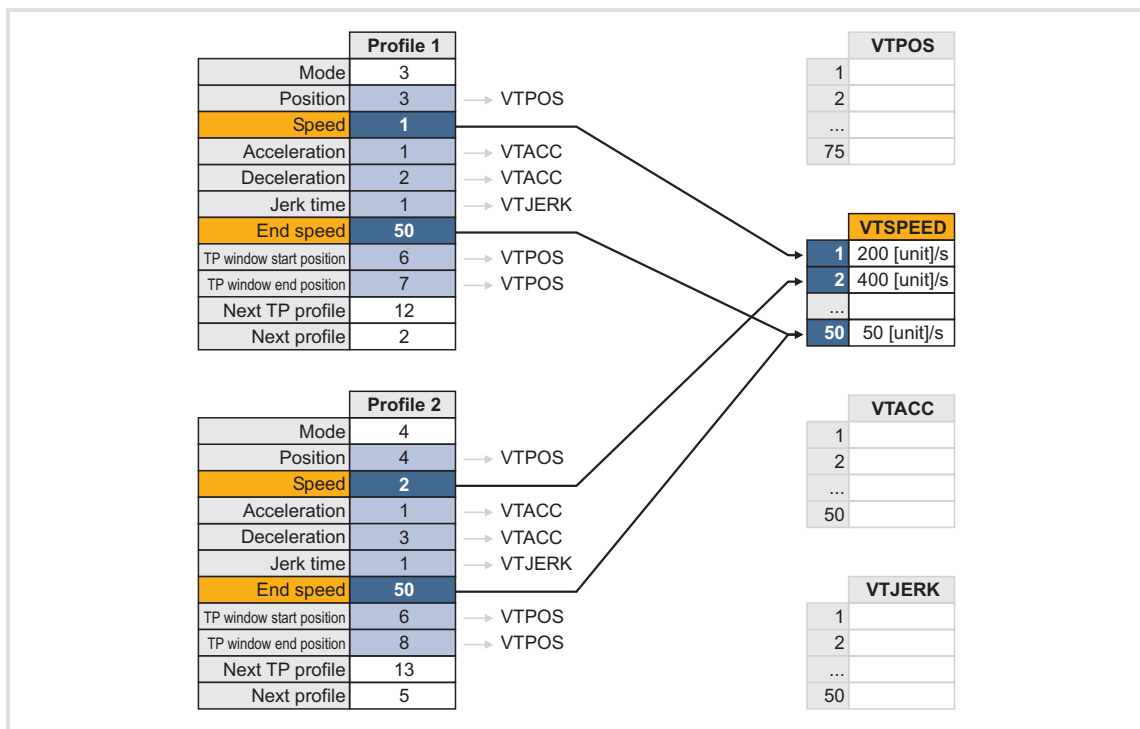 Profile 1
Mode 3
Position 3 → VTPOS
Speed 1
Acceleration 1 → VTACC
Deceleration 2 → VTACC
Jerk time 1 → VTJERK
End speed 50
TP window start position 6 → VTPOS
TP window end position 7 → VTPOS
Next TP profile 12
Next profile 2
Profile 2
Mode 4
Position 4 → VTPOS
Speed 2
Acceleration 1 → VTACC
Deceleration 3 → VTACC
Jerk time 1 → VTJERK
End speed 50
TP window start position 6 → VTPOS
TP window end position 8 → VTPOS
Next TP profile 13
Next profile 5
VTPOS
1
2
...
75
VTSPEED
1 200 [unit]/s
2 400 [unit]/s
...
50 50 [unit]/s
VTACC
1
2
...
50
VTJERK
1
2
...
50